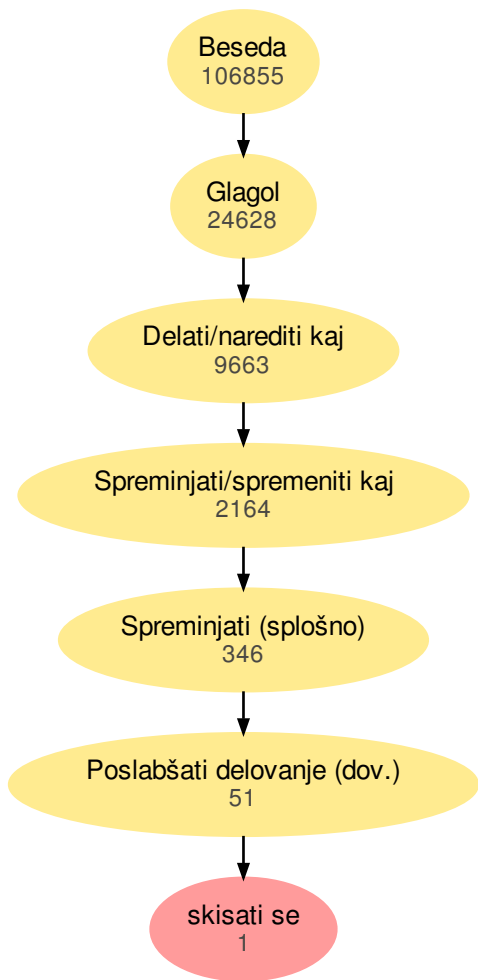 Beseda
106855
Glagol
24628
Delati/narediti kaj
9663
Spreminjati/spremeniti kaj
2164
Spreminjati (splošno)
346
Poslabšati delovanje (dov.)
51
skisati se
1